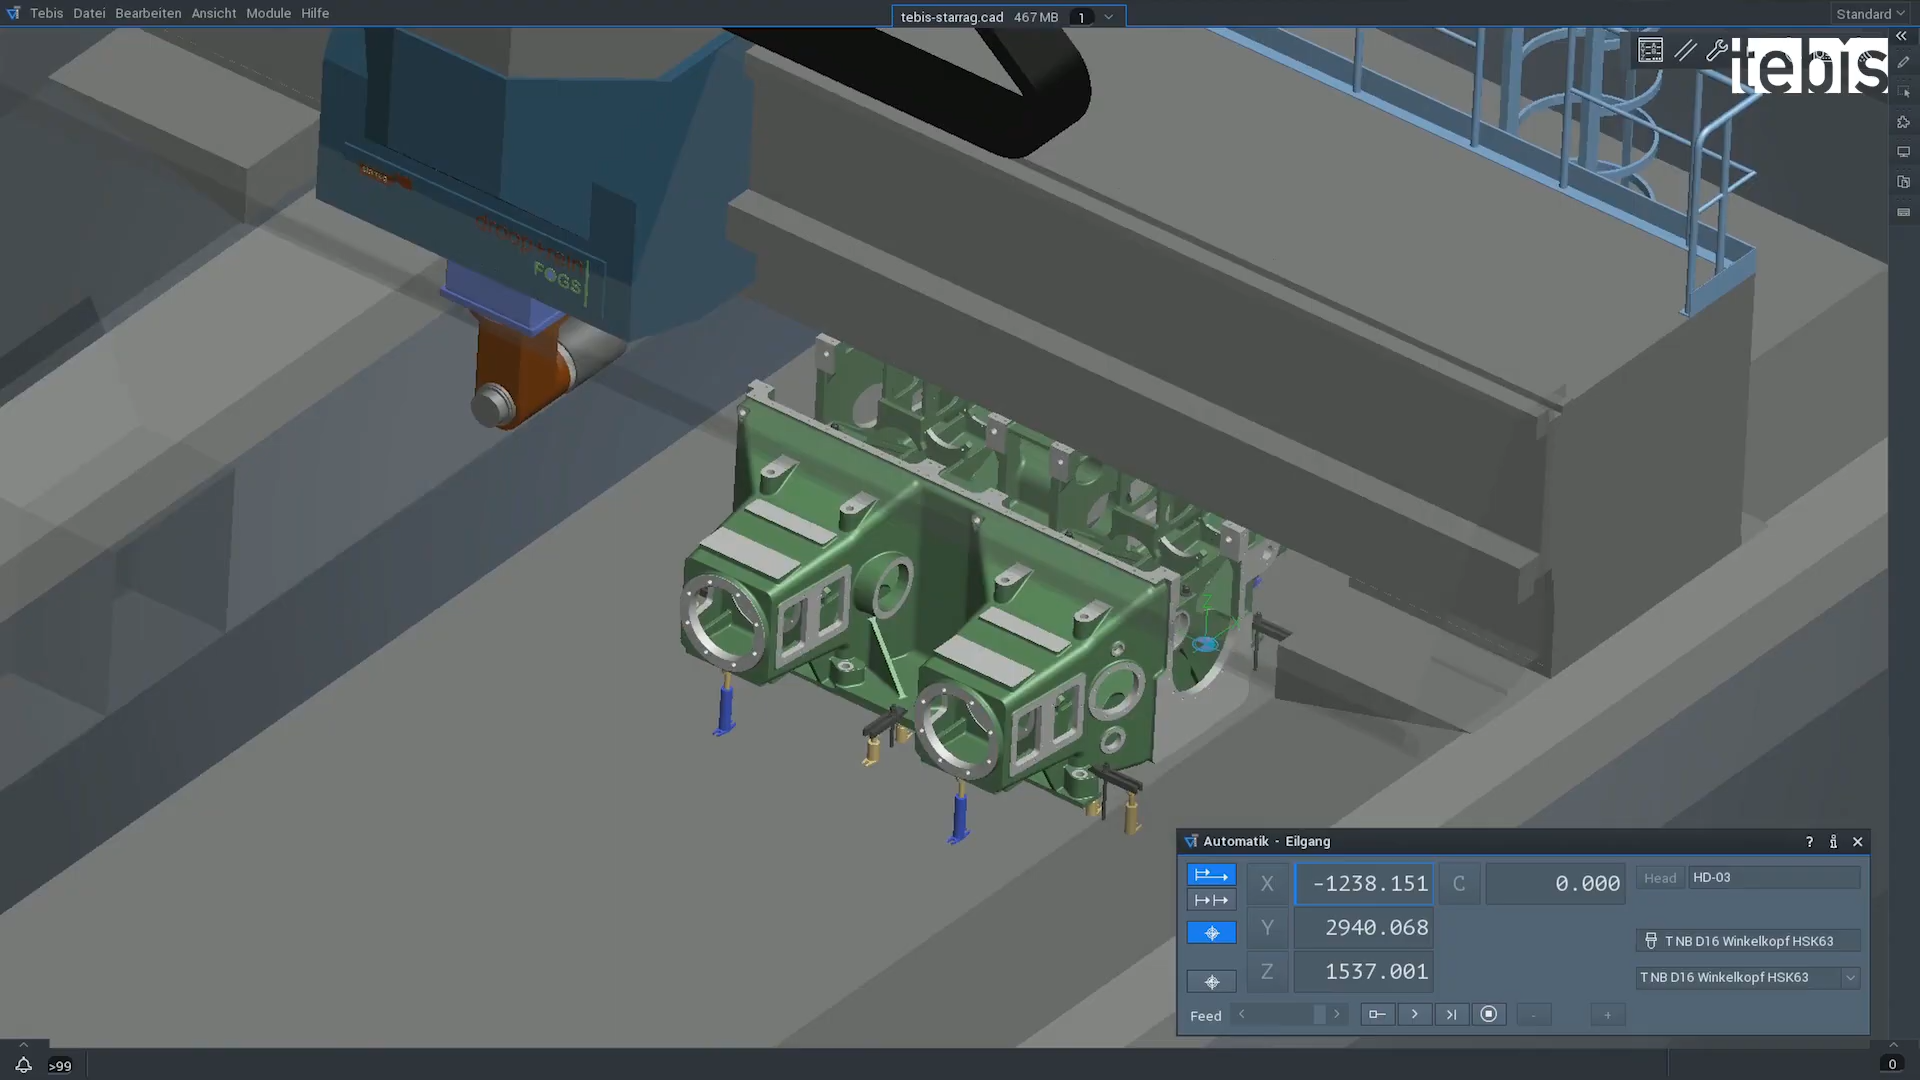 Tebis Datei Bearbeiten Ansicht Module Hilfe
tebis-starrag.cad 467 MB 1
Standard
tebis
FOGS
Automatik - Eilgang
? i
X -1238.151 C 0.000 Head HD-03
Y 2940.068
T NB D16 Winkelkopf HSK63
Z 1537.001
T NB D16 Winkelkopf HSK63
Feed - +
>99
0